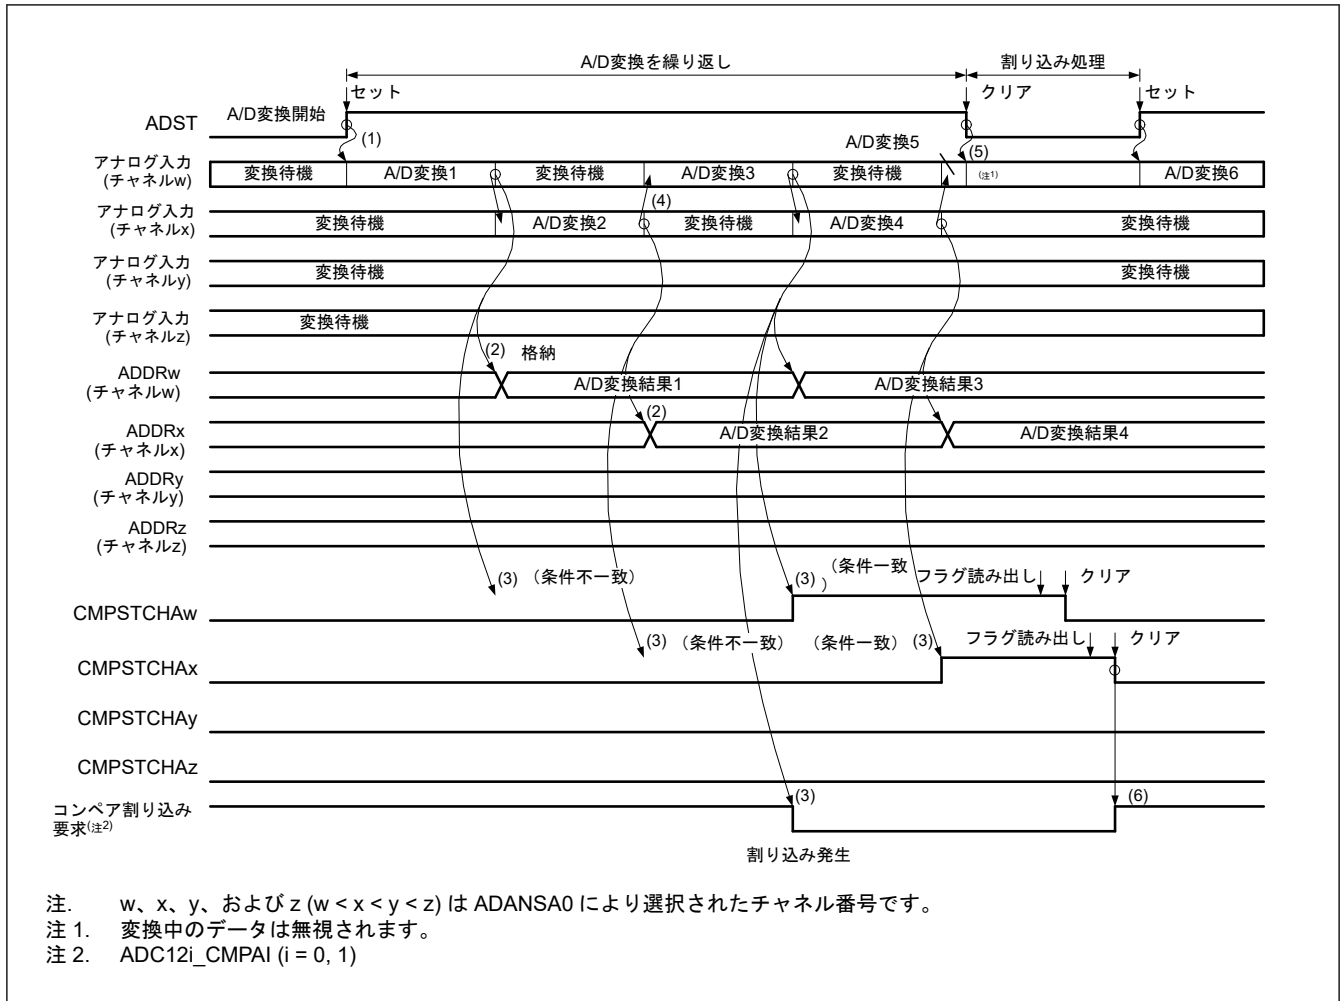 A/D変換を繰り返し
割り込み処理
セット
クリア
セット
ADST
A/D変換開始
(1)
A/D変換5
(5)
アナログ入力
(チャネルw)
変換待機
A/D変換1
変換待機
A/D変換3
変換待機
(注1)
A/D変換6
アナログ入力
(チャネルx)
変換待機
A/D変換2
(4)
変換待機
A/D変換4
変換待機
アナログ入力
(チャネルy)
変換待機
変換待機
アナログ入力
(チャネルz)
変換待機
(2) 格納
ADDRw
(チャネルw)
A/D変換結果1
A/D変換結果3
ADDRx
(チャネルx)
(2)
A/D変換結果2
A/D変換結果4
ADDRy
(チャネルy)
ADDRz
(チャネルz)
(3) (条件不一致)
(3) (条件一致
)
フラグ読み出し
クリア
CMPSTCHAw
(3) (条件不一致)
(条件一致) (3)
フラグ読み出し
クリア
CMPSTCHAx
CMPSTCHAy
CMPSTCHAz
コンペア割り込み
要求(注2)
(3)
(6)
割り込み発生
注. w、x、y、および z (w < x < y < z) は ADANSA0 により選択されたチャネル番号です。
注 1. 変換中のデータは無視されます。
注 2. ADC12i_CMPAI (i = 0, 1)